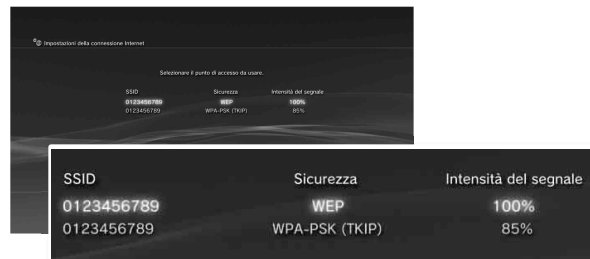 Impostazioni della connessione Internet
Selezionare il punto di accesso da usare.
SSID Sicurezza Intensità del segnale
0123456789 WEP 100%
0123456789 WPA-PSK (TKIP) 85%
SSID Sicurezza Intensità del segnale
0123456789 WEP 100%
0123456789 WPA-PSK (TKIP) 85%